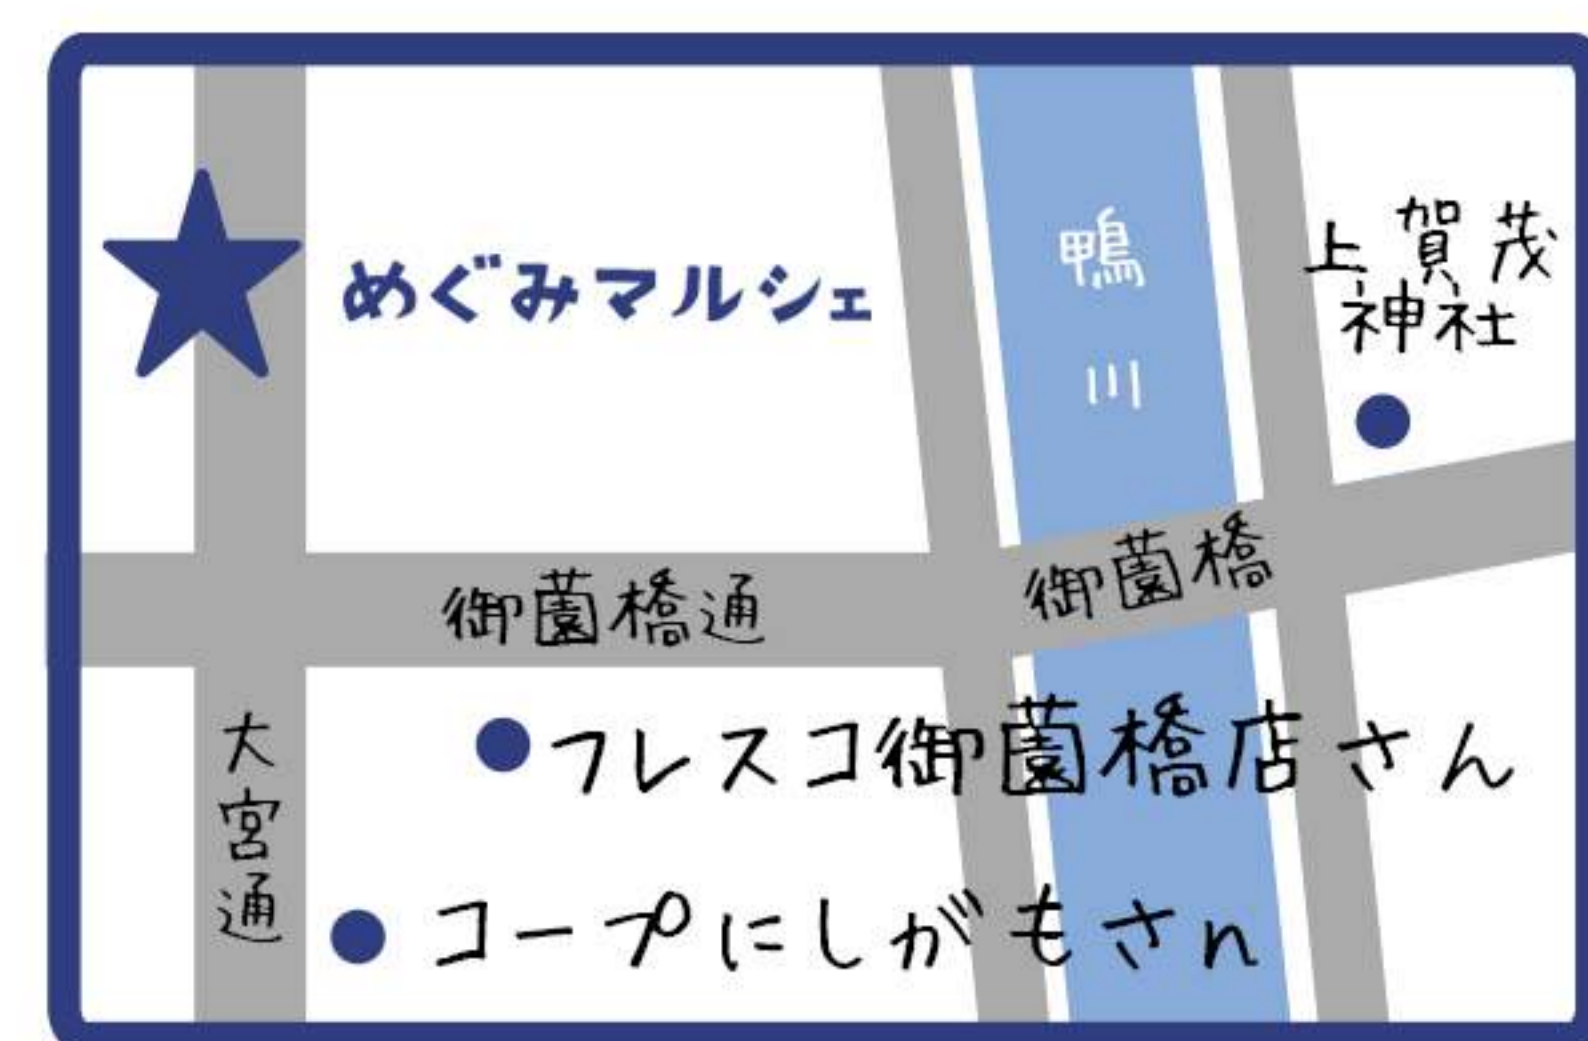 めぐみマルシェ
鴨川
上賀茂
神社
御薗橋通
御薗橋
大宮通
フレスコ御薗橋店さん
コープにしがもさん